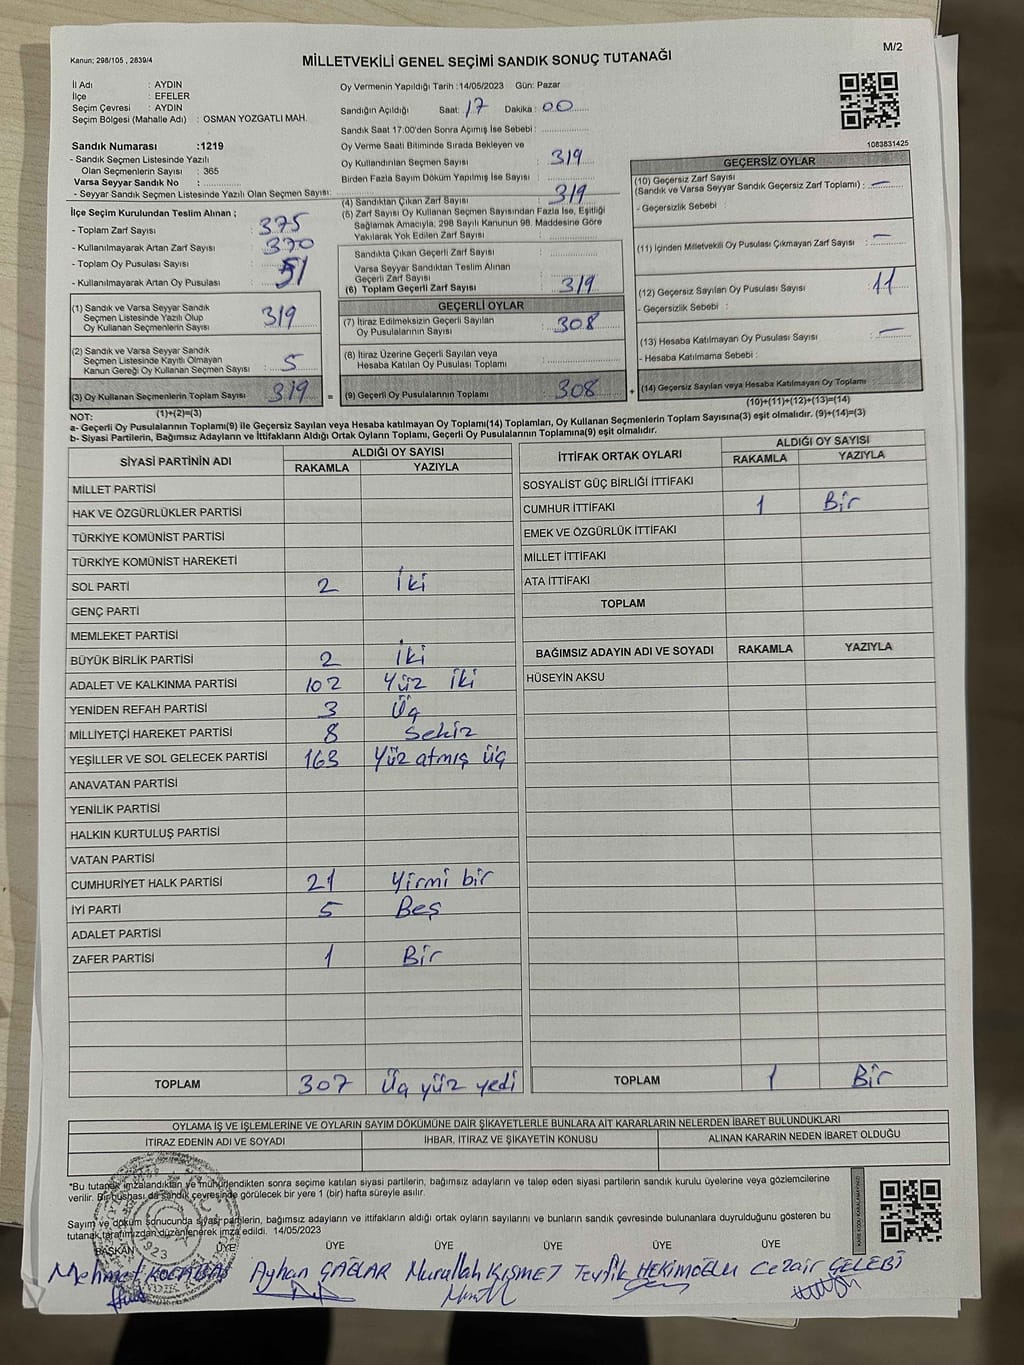 Kanun; 298/105 , 2839/4
MİLLETVEKİLİ GENEL SEÇİMİ SANDIK SONUÇ TUTANAĞI
M/2
İl Adı : AYDIN
İlçe : EFELER
Seçim Çevresi : AYDIN
Seçim Bölgesi (Mahalle Adı) : OSMAN YOZGATLI MAH.
Sandık Numarası :1219
- Sandık Seçmen Listesinde Yazılı
Olan Seçmenlerin Sayısı : 365
Varsa Seyyar Sandık No :
- Seyyar Sandık Seçmen Listesinde Yazılı Olan Seçmen Sayısı:
İlçe Seçim Kurulundan Teslim Alınan ;
- Toplam Zarf Sayısı : 375
- Kullanılmayarak Artan Zarf Sayısı : 370
- Toplam Oy Pusulası Sayısı :
- Kullanılmayarak Artan Oy Pusulası : 51
(1) Sandık ve Varsa Seyyar Sandık
Seçmen Listesinde Yazılı Olup
Oy Kullanan Seçmenlerin Sayısı : 319
(2) Sandık ve Varsa Seyyar Sandık
Seçmen Listesinde Kayıtlı Olmayan
Kanun Gereği Oy Kullanan Seçmen Sayısı : 5
(3) Oy Kullanan Seçmenlerin Toplam Sayısı : 319 =
(1)+(2)=(3)
Oy Vermenin Yapıldığı Tarih :14/05/2023 Gün: Pazar
Sandığın Açıldığı Saat: 17 Dakika : 00
Sandık Saat 17:00'den Sonra Açımış İse Sebebi :
Oy Verme Saati Bitiminde Sırada Bekleyen ve
Oy Kullandırılan Seçmen Sayısı : 319
Birden Fazla Sayım Döküm Yapılmış İse Sayısı :
(4) Sandıktan Çıkan Zarf Sayısı : 319
(5) Zarf Sayısı Oy Kullanan Seçmen Sayısından Fazla İse, Eşitliği
Sağlamak Amacıyla, 298 Sayılı Kanunun 98. Maddesine Göre
Yakılarak Yok Edilen Zarf Sayısı :
Sandıkta Çıkan Geçerli Zarf Sayısı :
Varsa Seyyar Sandıktan Teslim Alınan
Geçerli Zarf Sayısı :
(6) Toplam Geçerli Zarf Sayısı : 319
GEÇERLİ OYLAR
(7) İtiraz Edilmeksizin Geçerli Sayılan
Oy Pusulalarının Sayısı : 308
(8) İtiraz Üzerine Geçerli Sayılan veya
Hesaba Katılan Oy Pusulası Toplamı :
(9) Geçerli Oy Pusulalarının Toplamı : 308 +
1083831425
GEÇERSİZ OYLAR
(10) Geçersiz Zarf Sayısı
(Sandık ve Varsa Seyyar Sandık Geçersiz Zarf Toplamı) : —
- Geçersizlik Sebebi :
(11) İçinden Milletvekili Oy Pusulası Çıkmayan Zarf Sayısı : —
(12) Geçersiz Sayılan Oy Pusulası Sayısı : 11
- Geçersizlik Sebebi :
(13) Hesaba Katılmayan Oy Pusulası Sayısı : —
- Hesaba Katılmama Sebebi :
(14) Geçersiz Sayılan veya Hesaba Katılmayan Oy Toplamı :
(10)+(11)+(12)+(13)=(14)
NOT:
a- Geçerli Oy Pusulalarının Toplamı(9) ile Geçersiz Sayılan veya Hesaba katılmayan Oy Toplamı(14) Toplamları, Oy Kullanan Seçmenlerin Toplam Sayısına(3) eşit olmalıdır. (9)+(14)=(3)
b- Siyasi Partilerin, Bağımsız Adayların ve İttifakların Aldığı Ortak Oyların Toplamı, Geçerli Oy Pusulalarının Toplamına(9) eşit olmalıdır.
SİYASİ PARTİNİN ADI ALDIĞI OY SAYISI
RAKAMLA YAZIYLA
MİLLET PARTİSİ
HAK VE ÖZGÜRLÜKLER PARTİSİ
TÜRKİYE KOMÜNİST PARTİSİ
TÜRKİYE KOMÜNİST HAREKETİ
SOL PARTİ 2 İki
GENÇ PARTİ
MEMLEKET PARTİSİ
BÜYÜK BİRLİK PARTİSİ 2 İki
ADALET VE KALKINMA PARTİSİ 102 Yüz iki
YENİDEN REFAH PARTİSİ 3 Üç
MİLLİYETÇİ HAREKET PARTİSİ 8 Sekiz
YEŞİLLER VE SOL GELECEK PARTİSİ 163 Yüz atmış üç
ANAVATAN PARTİSİ
YENİLİK PARTİSİ
HALKIN KURTULUŞ PARTİSİ
VATAN PARTİSİ
CUMHURİYET HALK PARTİSİ 21 Yirmi bir
İYİ PARTİ 5 Beş
ADALET PARTİSİ
ZAFER PARTİSİ 1 Bir
TOPLAM 307 Üç yüz yedi
İTTİFAK ORTAK OYLARI ALDIĞI OY SAYISI
RAKAMLA YAZIYLA
SOSYALİST GÜÇ BİRLİĞİ İTTİFAKI
CUMHUR İTTİFAKI 1 Bir
EMEK VE ÖZGÜRLÜK İTTİFAKI
MİLLET İTTİFAKI
ATA İTTİFAKI
TOPLAM
BAĞIMSIZ ADAYIN ADI VE SOYADI RAKAMLA YAZIYLA
HÜSEYİN AKSU
TOPLAM 1 Bir
OYLAMA İŞ VE İŞLEMLERİNE VE OYLARIN SAYIM DÖKÜMÜNE DAİR ŞİKAYETLERLE BUNLARA AİT KARARLARIN NELERDEN İBARET BULUNDUKLARI
İTİRAZ EDENİN ADI VE SOYADI İHBAR, İTİRAZ VE ŞİKAYETİN KONUSU ALINAN KARARIN NEDEN İBARET OLDUĞU
*Bu tutanak imzalandıktan ve mühürlendikten sonra seçime katılan siyasi partilerin, bağımsız adayların ve talep eden siyasi partilerin sandık kurulu üyelerine veya gözlemcilerine
verilir. Bir nüshası da sandık çevresinde görülecek bir yere 1 (bir) hafta süreyle asılır.
Sayım ve döküm sonucunda siyasi partilerin, bağımsız adayların ve ittifakların aldığı ortak oyların sayılarını ve bunların sandık çevresinde bulunanlara duyrulduğunu gösteren bu
tutanak tarafımızdan düzenlenerek imza edildi. 14/05/2023
BAŞKAN ÜYE ÜYE ÜYE ÜYE ÜYE ÜYE
Mehmet Ayhan ÇAĞLAR Nurullah KISMET Tevfik HEKİMOĞLU Cezair ÇELEBİ
KARE KODU KARALAMAYINIZ!